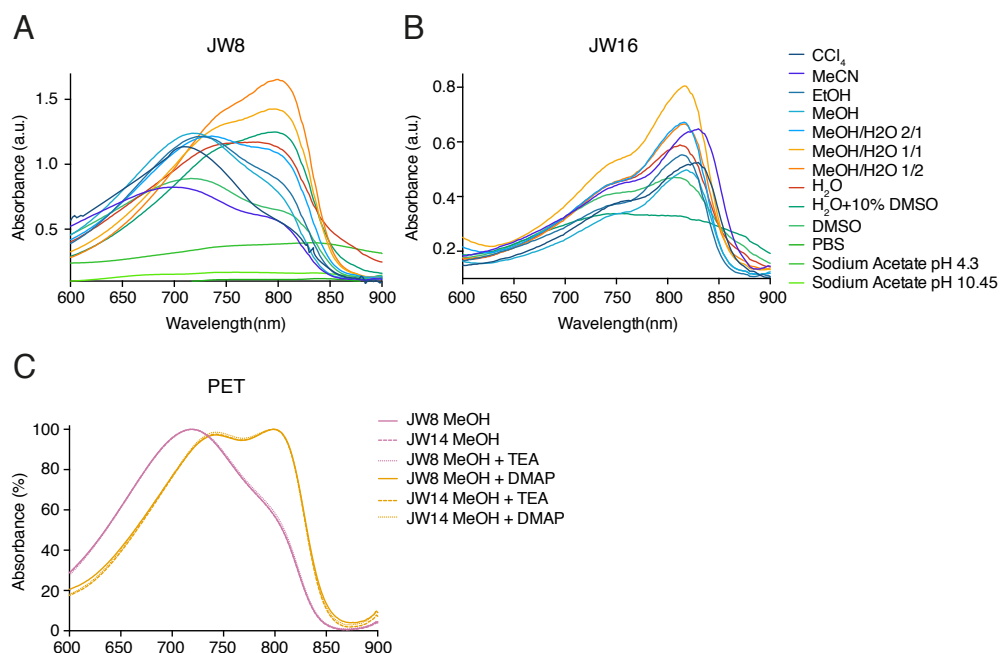 A
JW8
Absorbance (a.u.)
1.5
1.0
0.5
600 650 700 750 800 850 900
Wavelength(nm)
B
JW16
Absorbance (a.u.)
0.8
0.6
0.4
0.2
600 650 700 750 800 850 900
Wavelength(nm)
CCl4
MeCN
EtOH
MeOH
MeOH/H2O 2/1
MeOH/H2O 1/1
MeOH/H2O 1/2
H2O
H2O+10% DMSO
DMSO
PBS
Sodium Acetate pH 4.3
Sodium Acetate pH 10.45
C
PET
Absorbance (%)
100
80
60
40
20
0
600 650 700 750 800 850 900
JW8 MeOH
JW14 MeOH
JW8 MeOH + TEA
JW8 MeOH + DMAP
JW14 MeOH + TEA
JW14 MeOH + DMAP